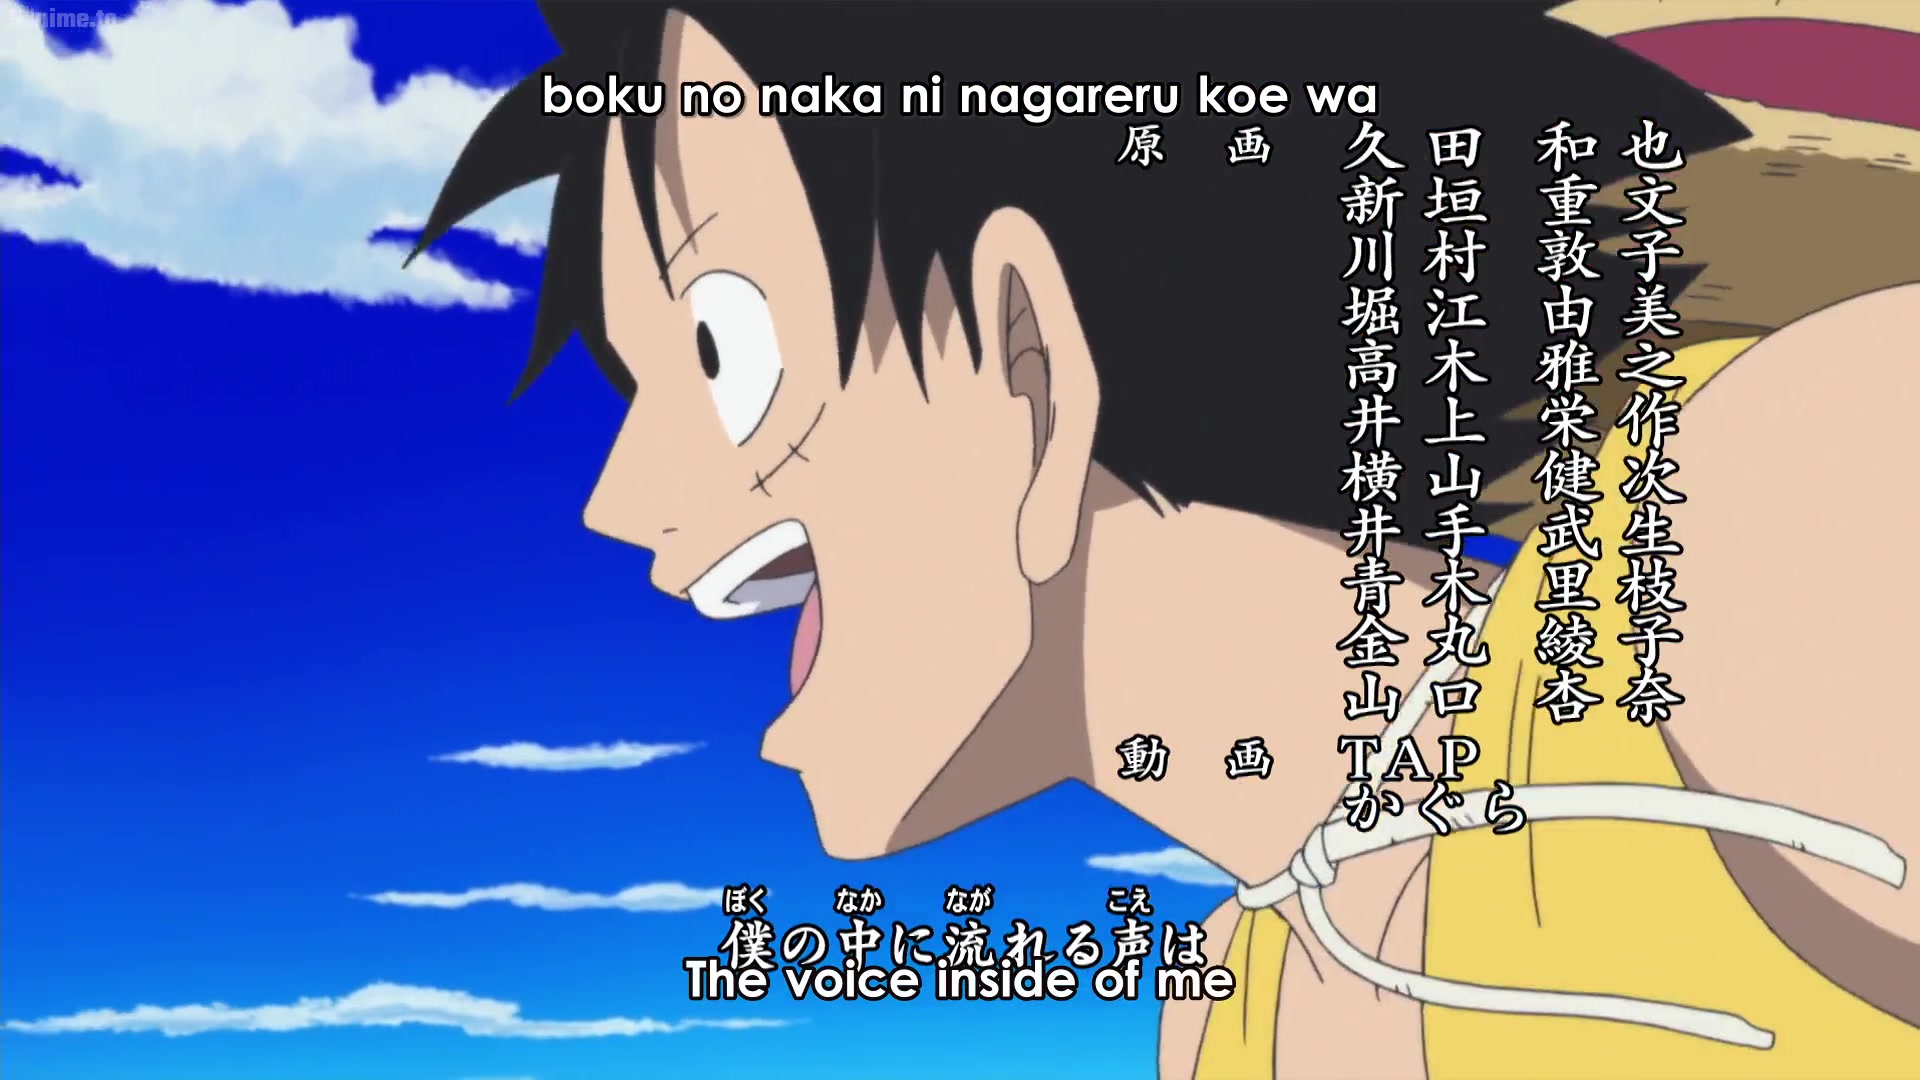 boku no naka ni nagareru koe wa
原画 久田和也
新垣重文
川村敦子
堀江由美
高木雅之
井上栄作
横山健次
井手武生
青木里枝
金丸綾子
山口杏奈
動画 TAP
かぐら
ぼく なか なが こえ
僕の中に流れる声は
The voice inside of me